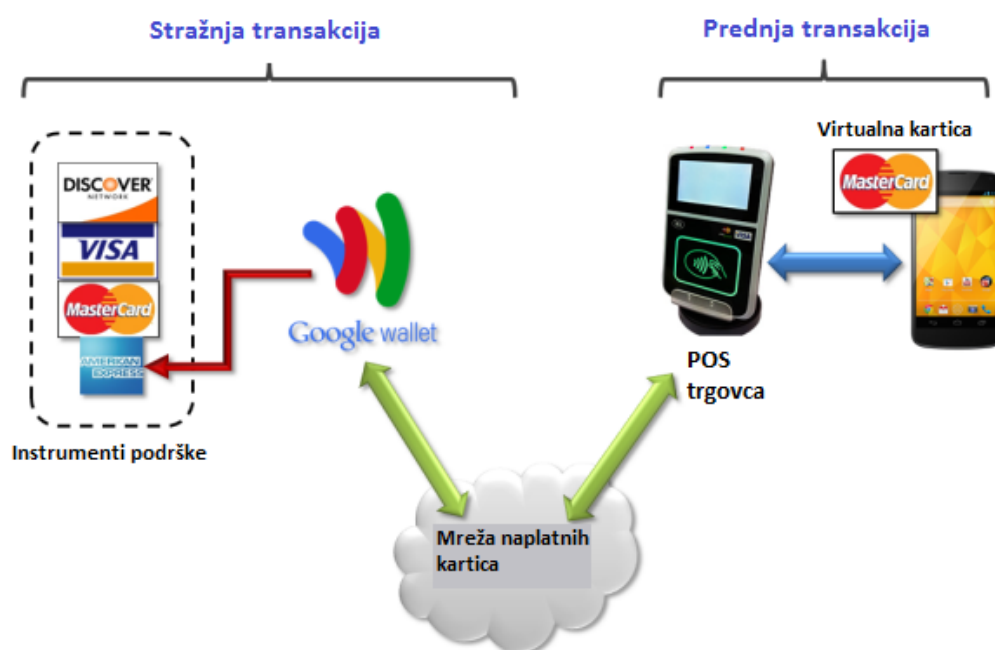 Stražnja transakcija
Prednja transakcija
Virtualna kartica
DISCOVER
NETWORK
VISA
MasterCard
AMERICAN
EXPRESS
Google wallet
VISA
MasterCard
POS
trgovca
Instrumenti podrške
Mreža naplatnih
kartica